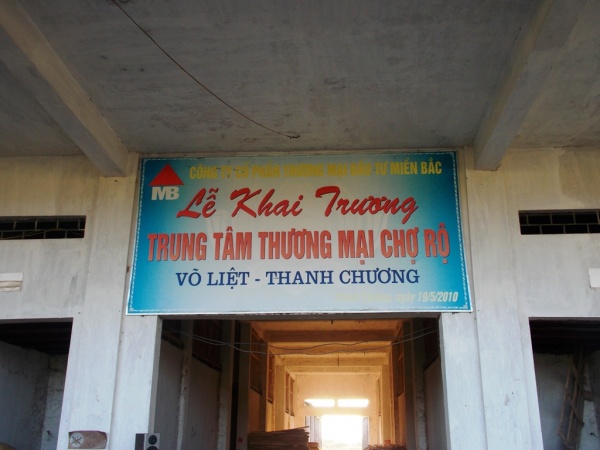 CÔNG TY CỔ PHẦN THƯƠNG MẠI ĐẦU TƯ MIỀN BẮC
MB
Lễ Khai Trương
TRUNG TÂM THƯƠNG MẠI CHỢ RỘ
VÕ LIỆT - THANH CHƯƠNG
ngày 19/5/2010